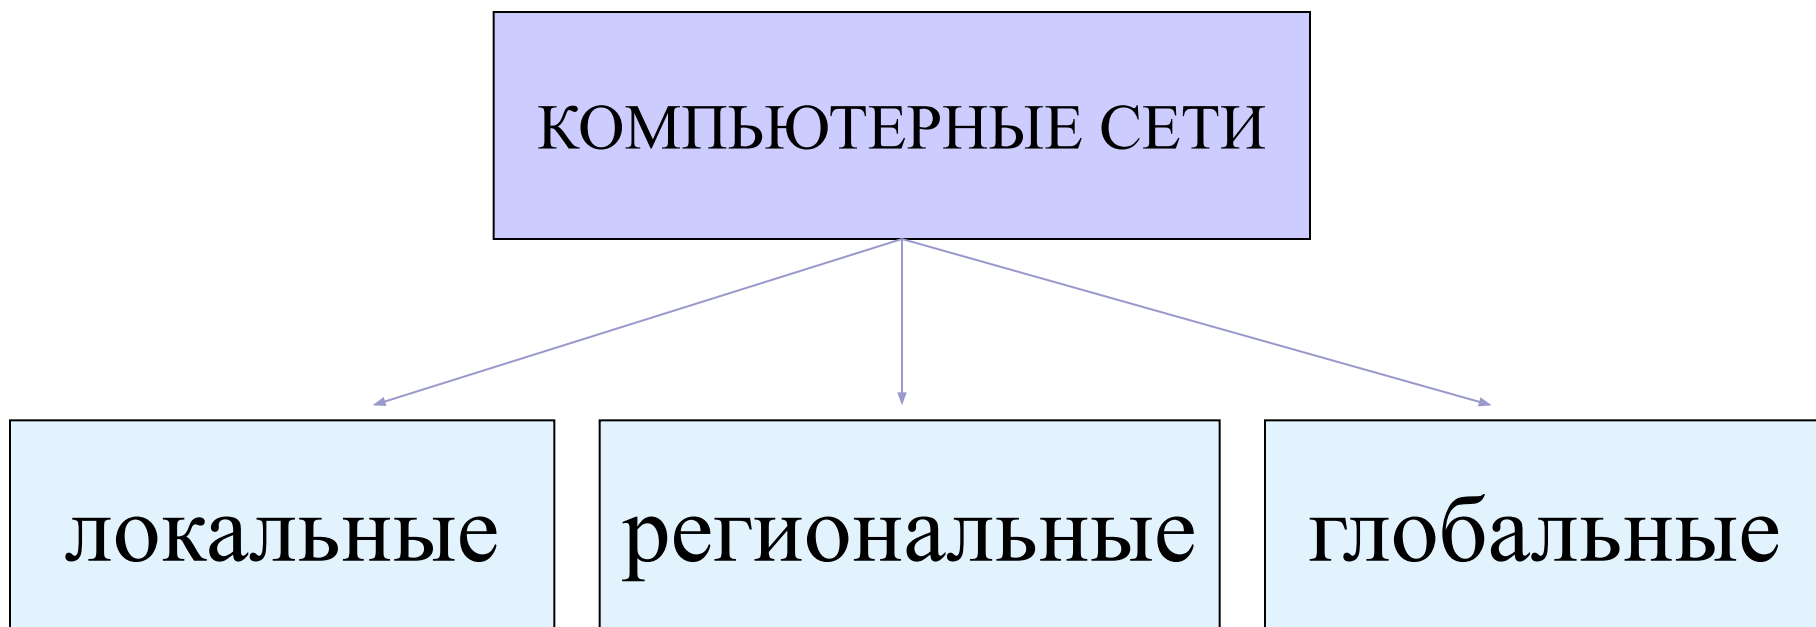 КОМПЬЮТЕРНЫЕ СЕТИ
локальные
региональные
глобальные